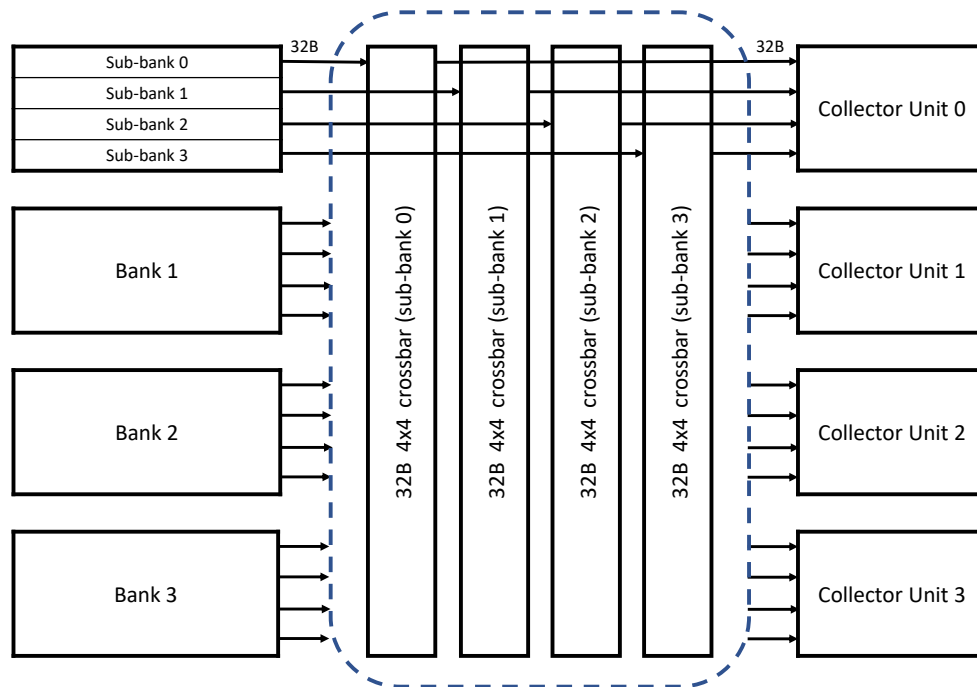 32B
32B
Sub-bank 0
Sub-bank 1
Sub-bank 2
Sub-bank 3
Collector Unit 0
32B  4x4  crossbar (sub-bank 0)
32B  4x4  crossbar (sub-bank 1)
32B  4x4  crossbar (sub-bank 2)
32B  4x4  crossbar (sub-bank 3)
Bank 1
Collector Unit 1
Bank 2
Collector Unit 2
Bank 3
Collector Unit 3